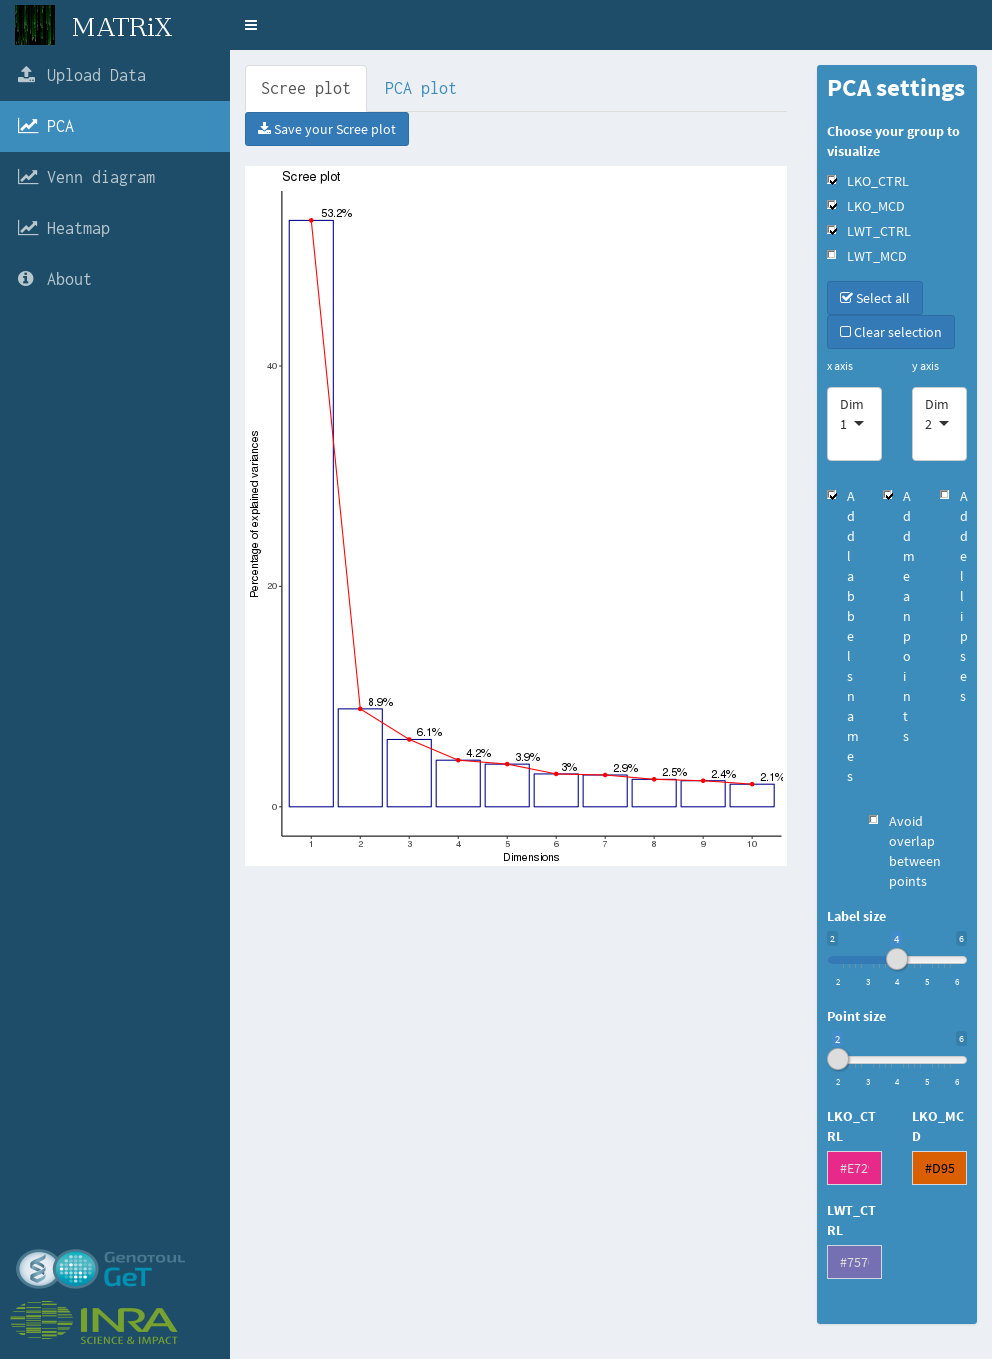 MATRiX
Upload Data
PCA
Venn diagram
Heatmap
About
GENOTOUL
GeT
INRA
SCIENCE & IMPACT
Scree plot
PCA plot
Save your Scree plot
Scree plot
53.2%
8.9%
6.1%
4.2%
3.9%
3%
2.9%
2.5%
2.4%
2.1%
40
20
0
Percentage of explained variances
1 2 3 4 5 6 7 8 9 10
Dimensions
PCA settings
Choose your group to
visualize
LKO_CTRL
LKO_MCD
LWT_CTRL
LWT_MCD
Select all
Clear selection
x axis
y axis
Dim
1
Dim
2
Add labbels names
Add mean points
Add ellipses
Avoid
overlap
between
points
Label size
2 4 6
2 3 4 5 6
Point size
2 6
2 3 4 5 6
LKO_CT
RL
LKO_MC
D
#E72
#D95
LWT_CT
RL
#757